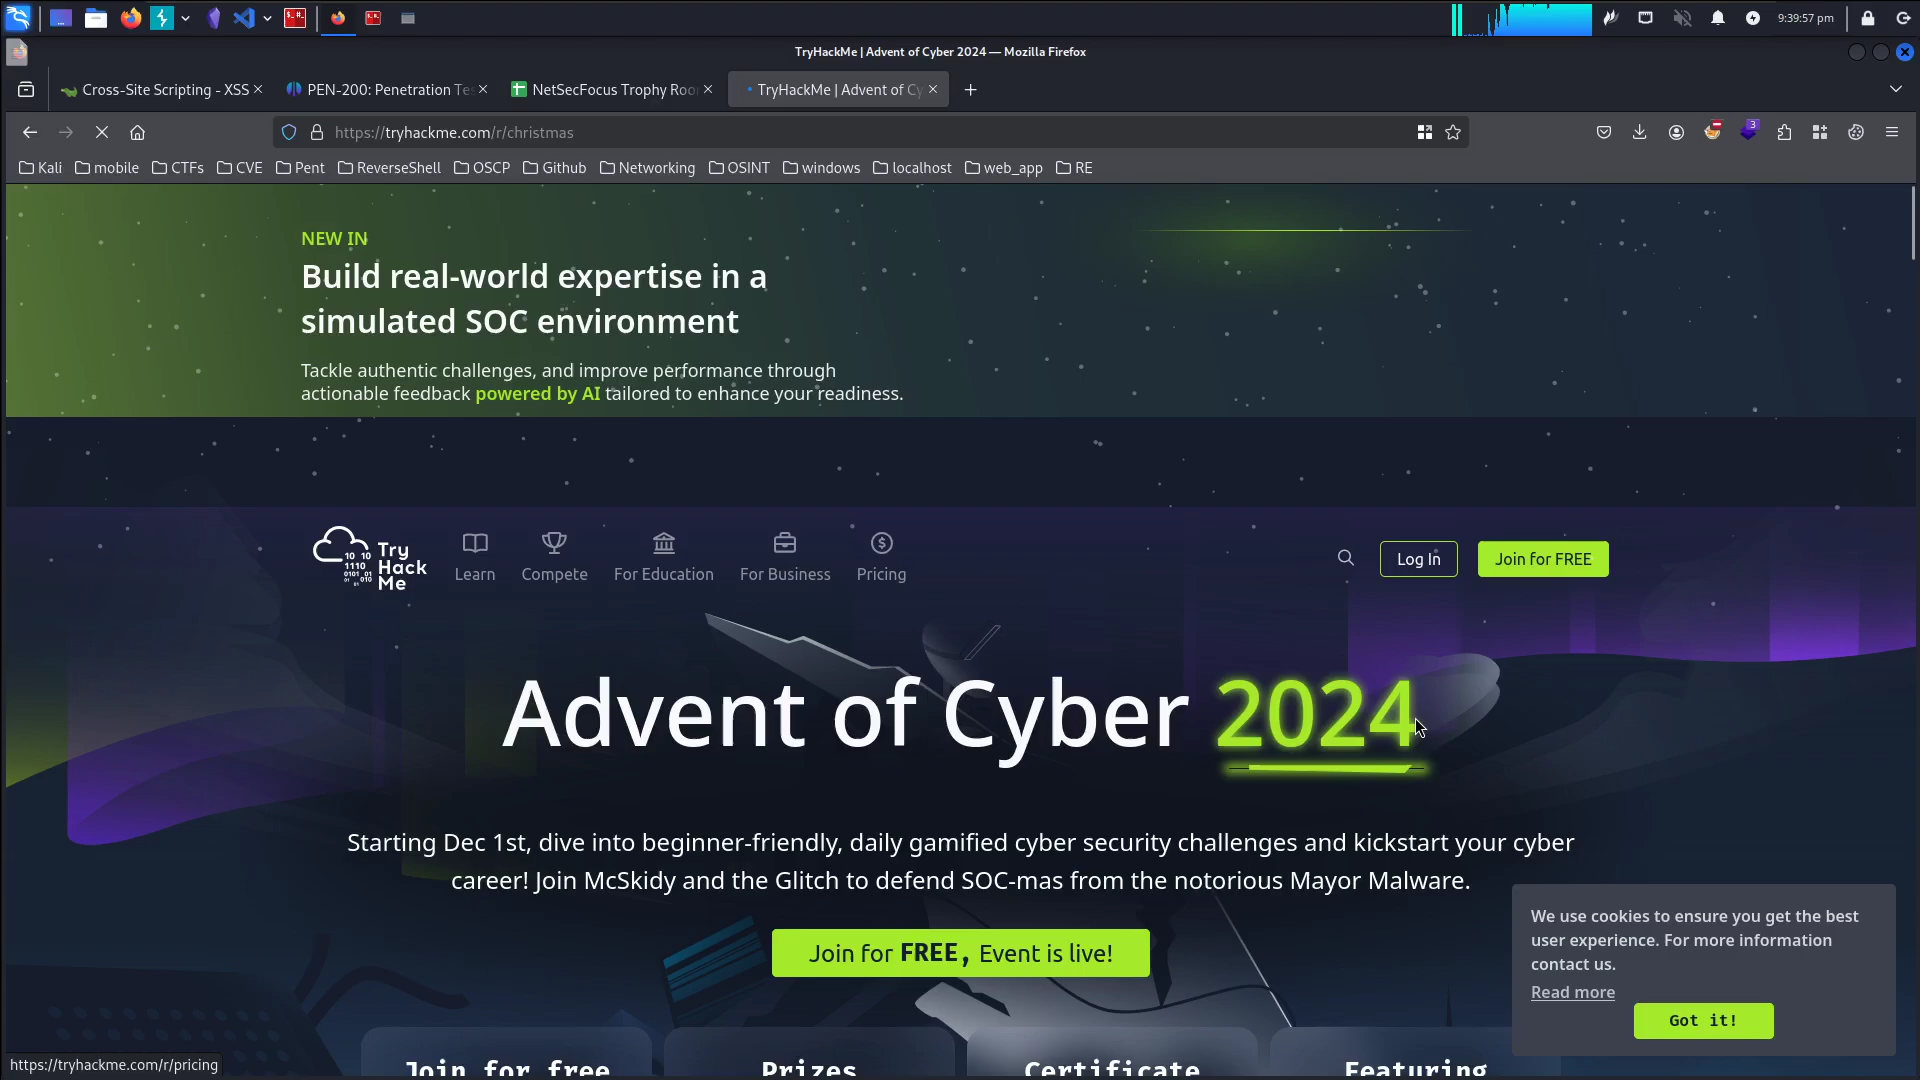 9:39:57 pm
TryHackMe | Advent of Cyber 2024 — Mozilla Firefox
Cross-Site Scripting - XSS
PEN-200: Penetration Te
NetSecFocus Trophy Roo
TryHackMe | Advent of Cy
https://tryhackme.com/r/christmas
3
Kali
mobile
CTFs
CVE
Pent
ReverseShell
OSCP
Github
Networking
OSINT
windows
localhost
web_app
RE
NEW IN
Build real-world expertise in a
simulated SOC environment
Tackle authentic challenges, and improve performance through
actionable feedback powered by AI tailored to enhance your readiness.
Try
Hack
Me
Learn
Compete
For Education
For Business
Pricing
Log In
Join for FREE
Advent of Cyber 2024
Starting Dec 1st, dive into beginner-friendly, daily gamified cyber security challenges and kickstart your cyber
career! Join McSkidy and the Glitch to defend SOC-mas from the notorious Mayor Malware.
Join for FREE, Event is live!
We use cookies to ensure you get the best
user experience. For more information
contact us.
Read more
Got it!
Join for free
Prizes
Certificate
Featuring
https://tryhackme.com/r/pricing